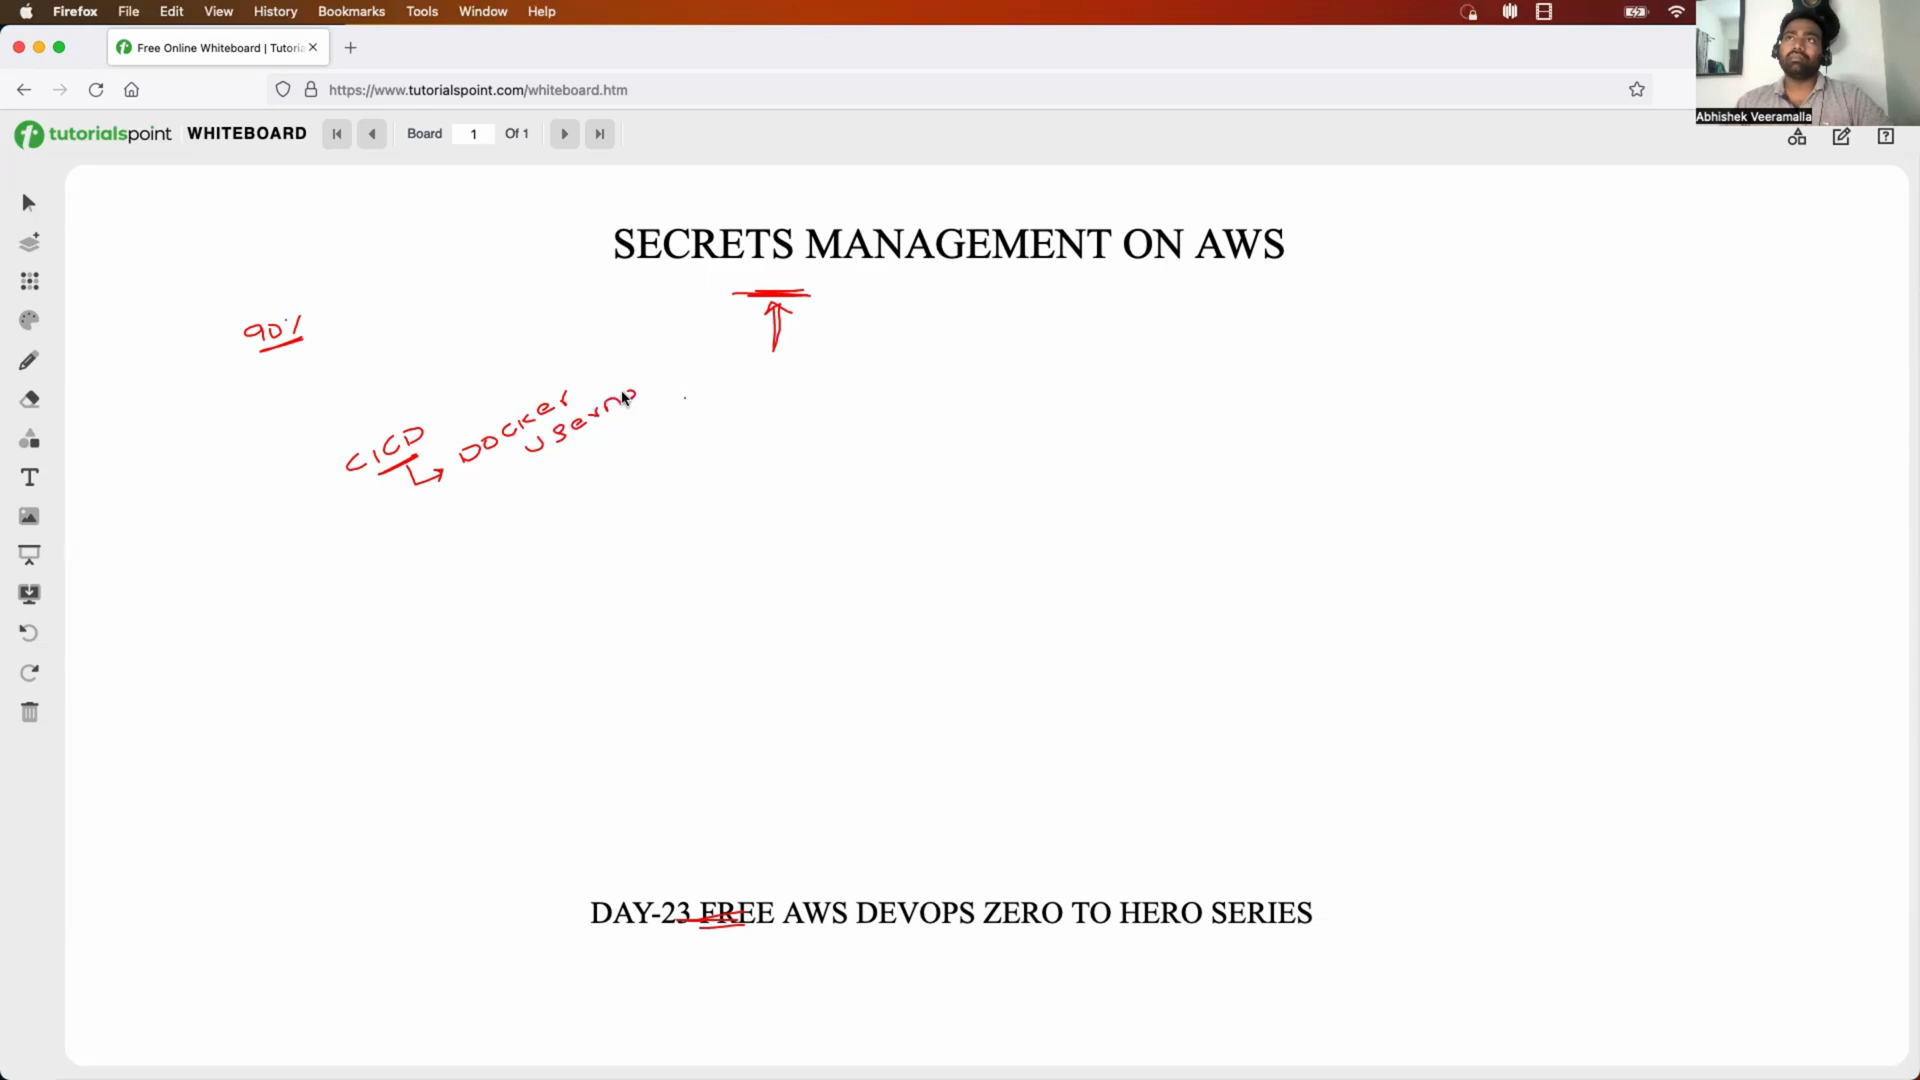 Firefox File Edit View History Bookmarks Tools Window Help
Free Online Whiteboard | Tutoria
https://www.tutorialspoint.com/whiteboard.htm
Abhishek Veeramalla
tutorialspoint WHITEBOARD Board 1 Of 1
SECRETS MANAGEMENT ON AWS
90%
DOCKer
Userna
CICD
DAY-23 FREE AWS DEVOPS ZERO TO HERO SERIES